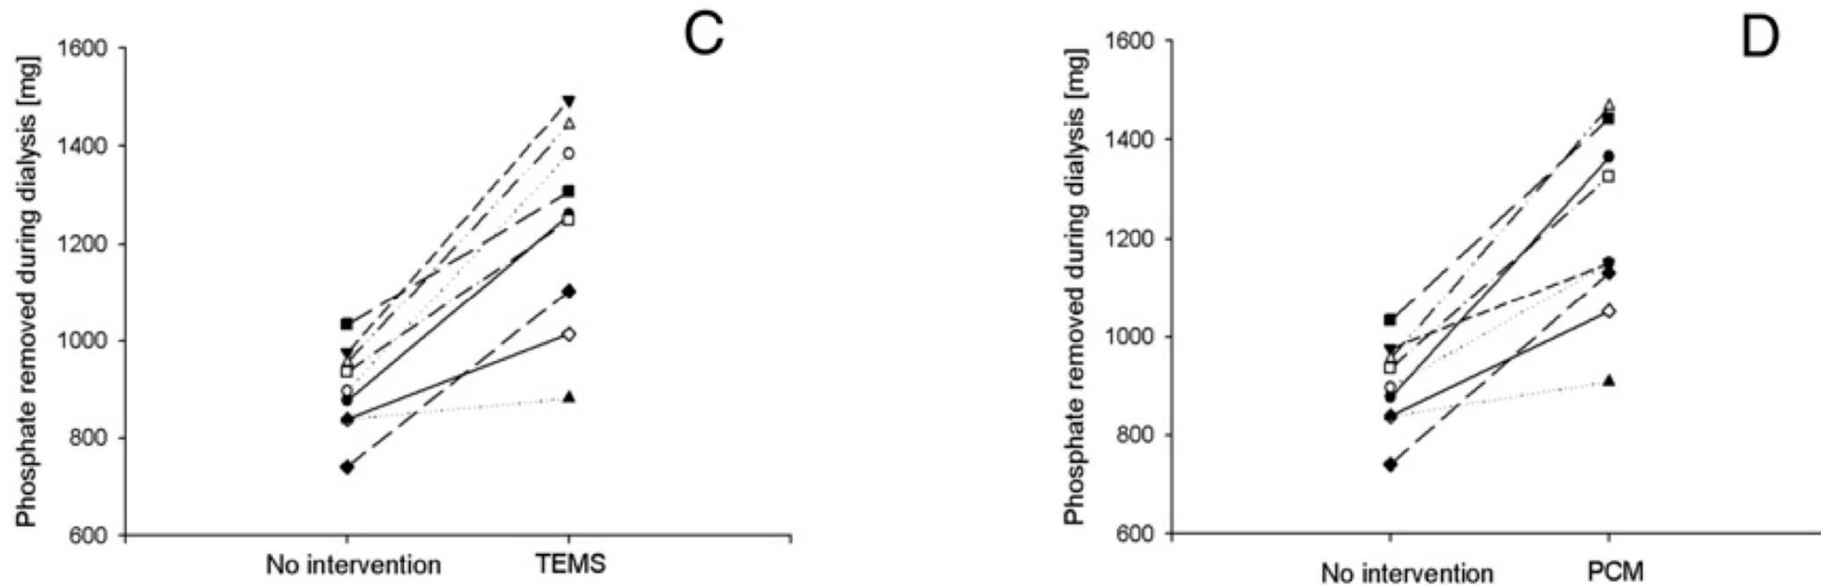 C
Phosphate removed during dialysis [mg]
1600
1400
1200
1000
800
600
No intervention TEMS
D
Phosphate removed during dialysis [mg]
1600
1400
1200
1000
800
600
No intervention PCM